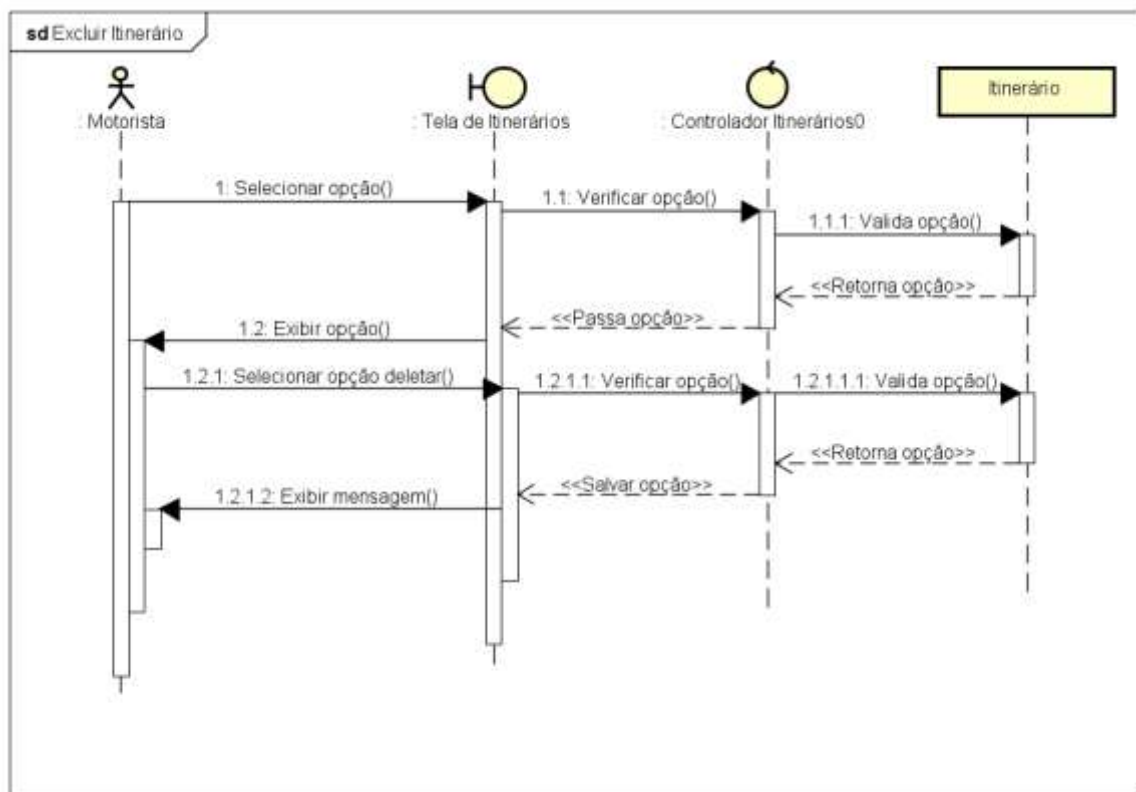 sd Excluir Itinerário
: Motorista
: Tela de Itinerários
: Controlador Itinerários0
Itinerário
1: Selecionar opção()
1.1: Verificar opção()
1.1.1: Valida opção()
<<Retorna opção>>
<<Passa opção>>
1.2: Exibir opção()
1.2.1: Selecionar opção deletar()
1.2.1.1: Verificar opção()
1.2.1.1.1: Valida opção()
<<Retorna opção>>
<<Salvar opção>>
1.2.1.2: Exibir mensagem()